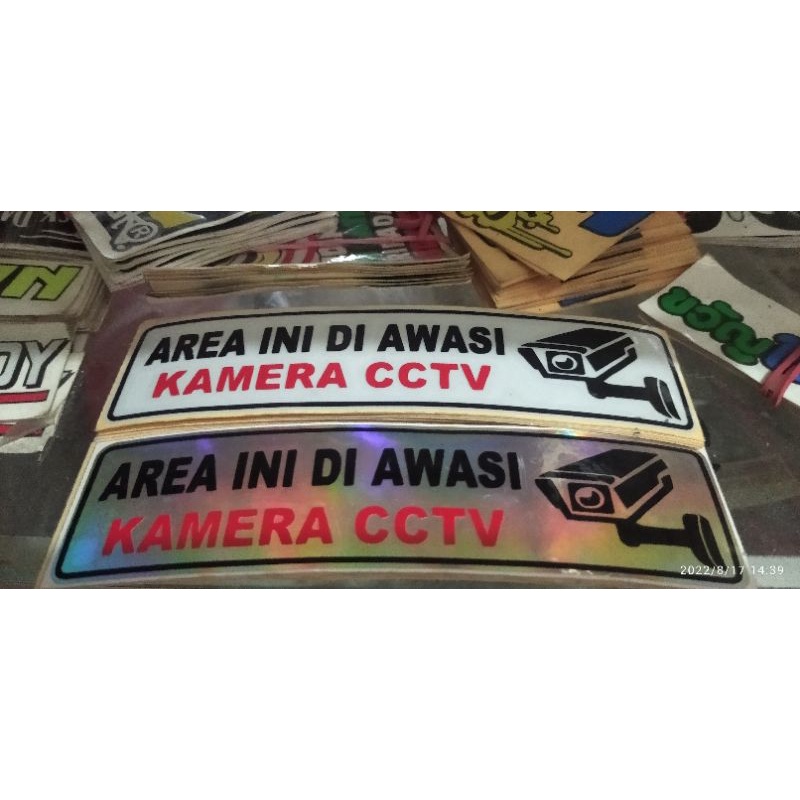 AREA INI DI AWASI
KAMERA CCTV
AREA INI DI AWASI
KAMERA CCTV
2022/8/17 14.39